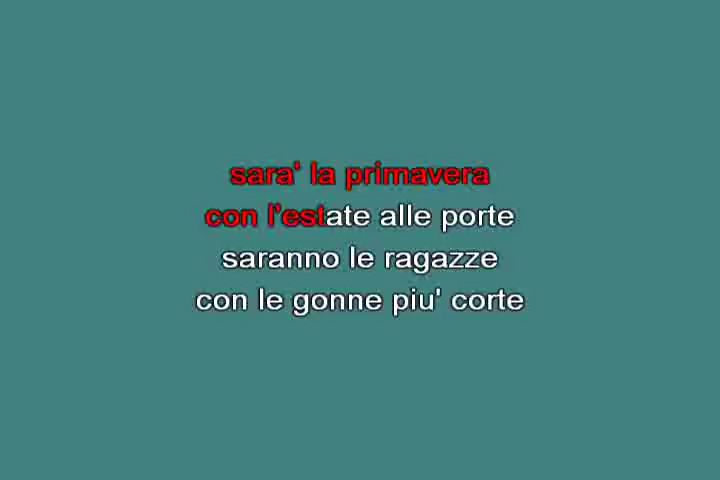 sara' la primavera
con l'estate alle porte
saranno le ragazze
con le gonne piu' corte